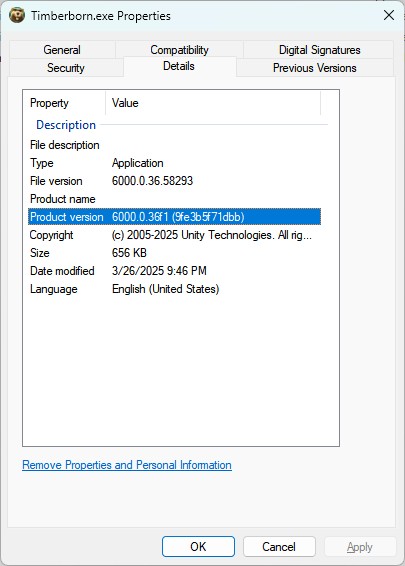 Timberborn.exe Properties
General Compatibility Digital Signatures
Security Details Previous Versions
Property Value
Description
File description
Type Application
File version 6000.0.36.58293
Product name
Product version 6000.0.36f1 (9fe3b5f71dbb)
Copyright (c) 2005-2025 Unity Technologies. All rig...
Size 656 KB
Date modified 3/26/2025 9:46 PM
Language English (United States)
Remove Properties and Personal Information
OK Cancel Apply